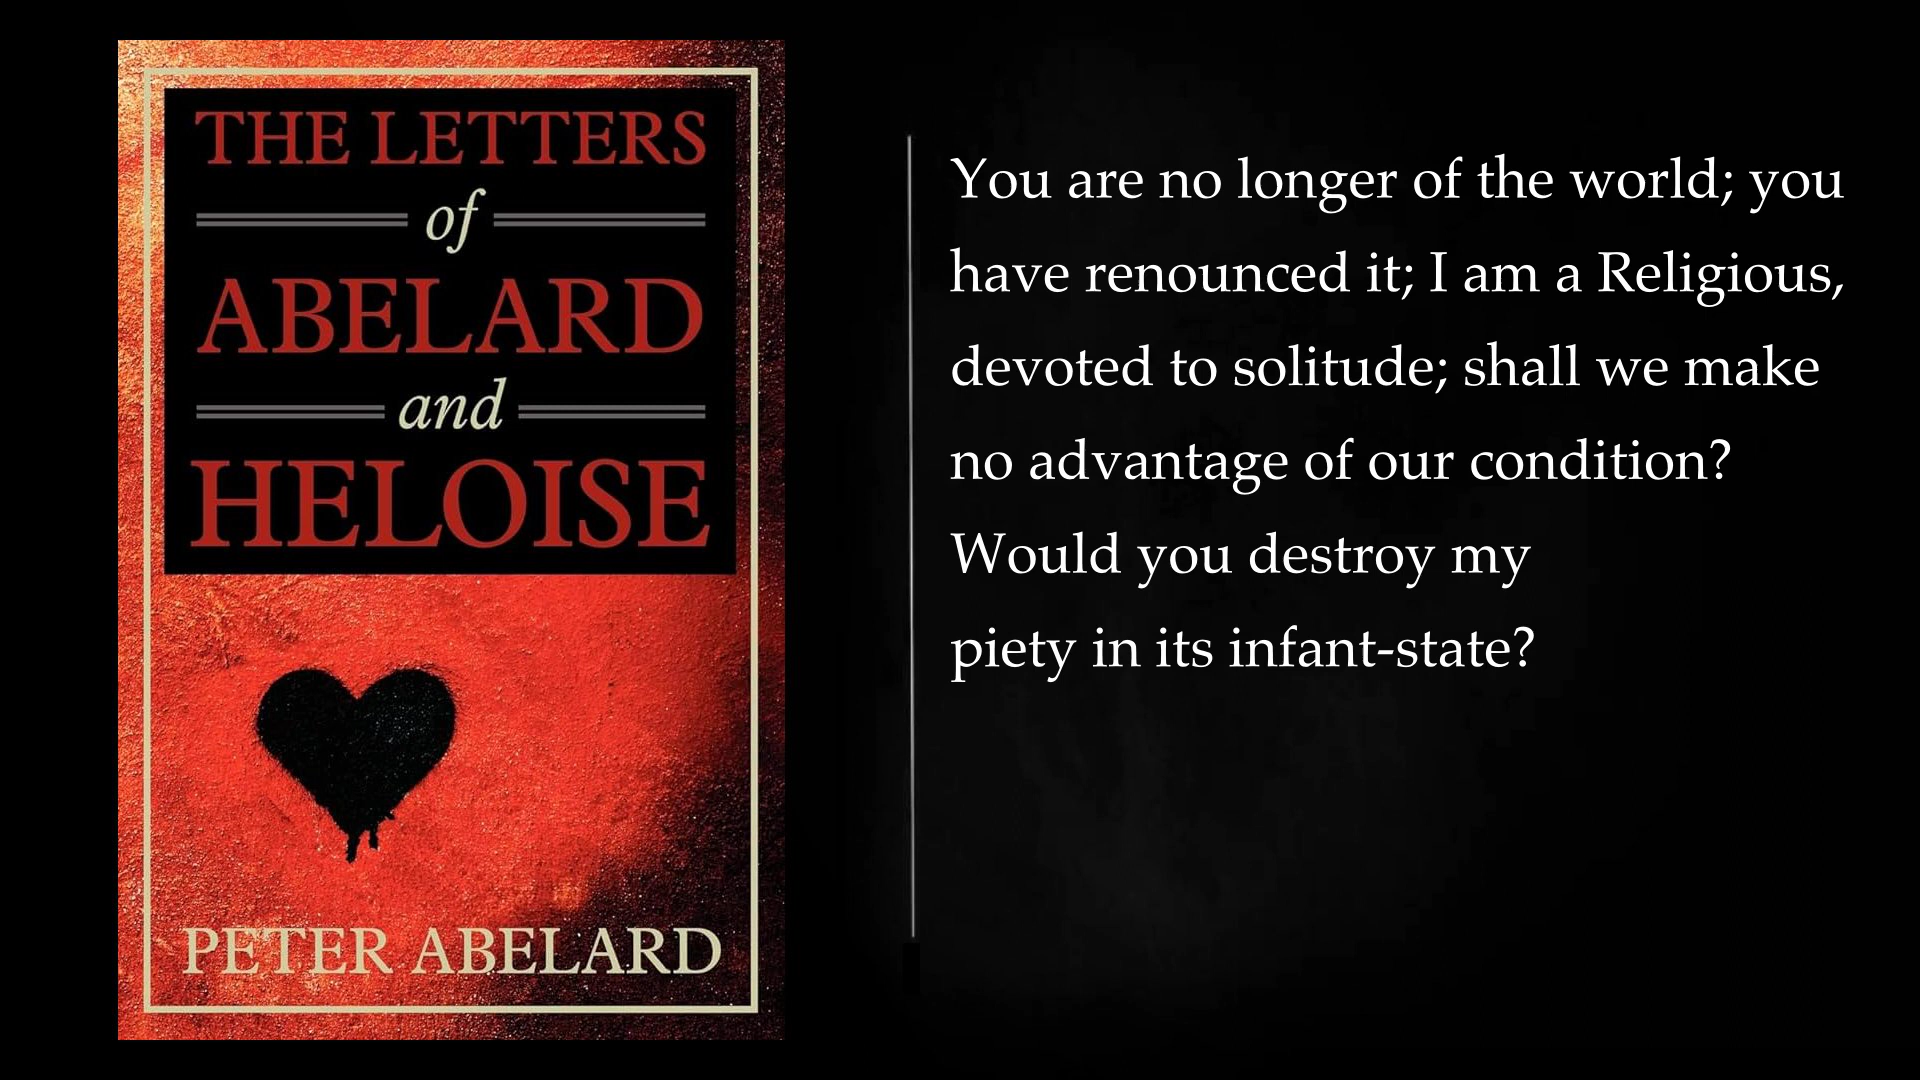 THE LETTERS
of
ABELARD
and
HELOISE
PETER ABELARD
You are no longer of the world; you
have renounced it; I am a Religious,
devoted to solitude; shall we make
no advantage of our condition?
Would you destroy my
piety in its infant-state?